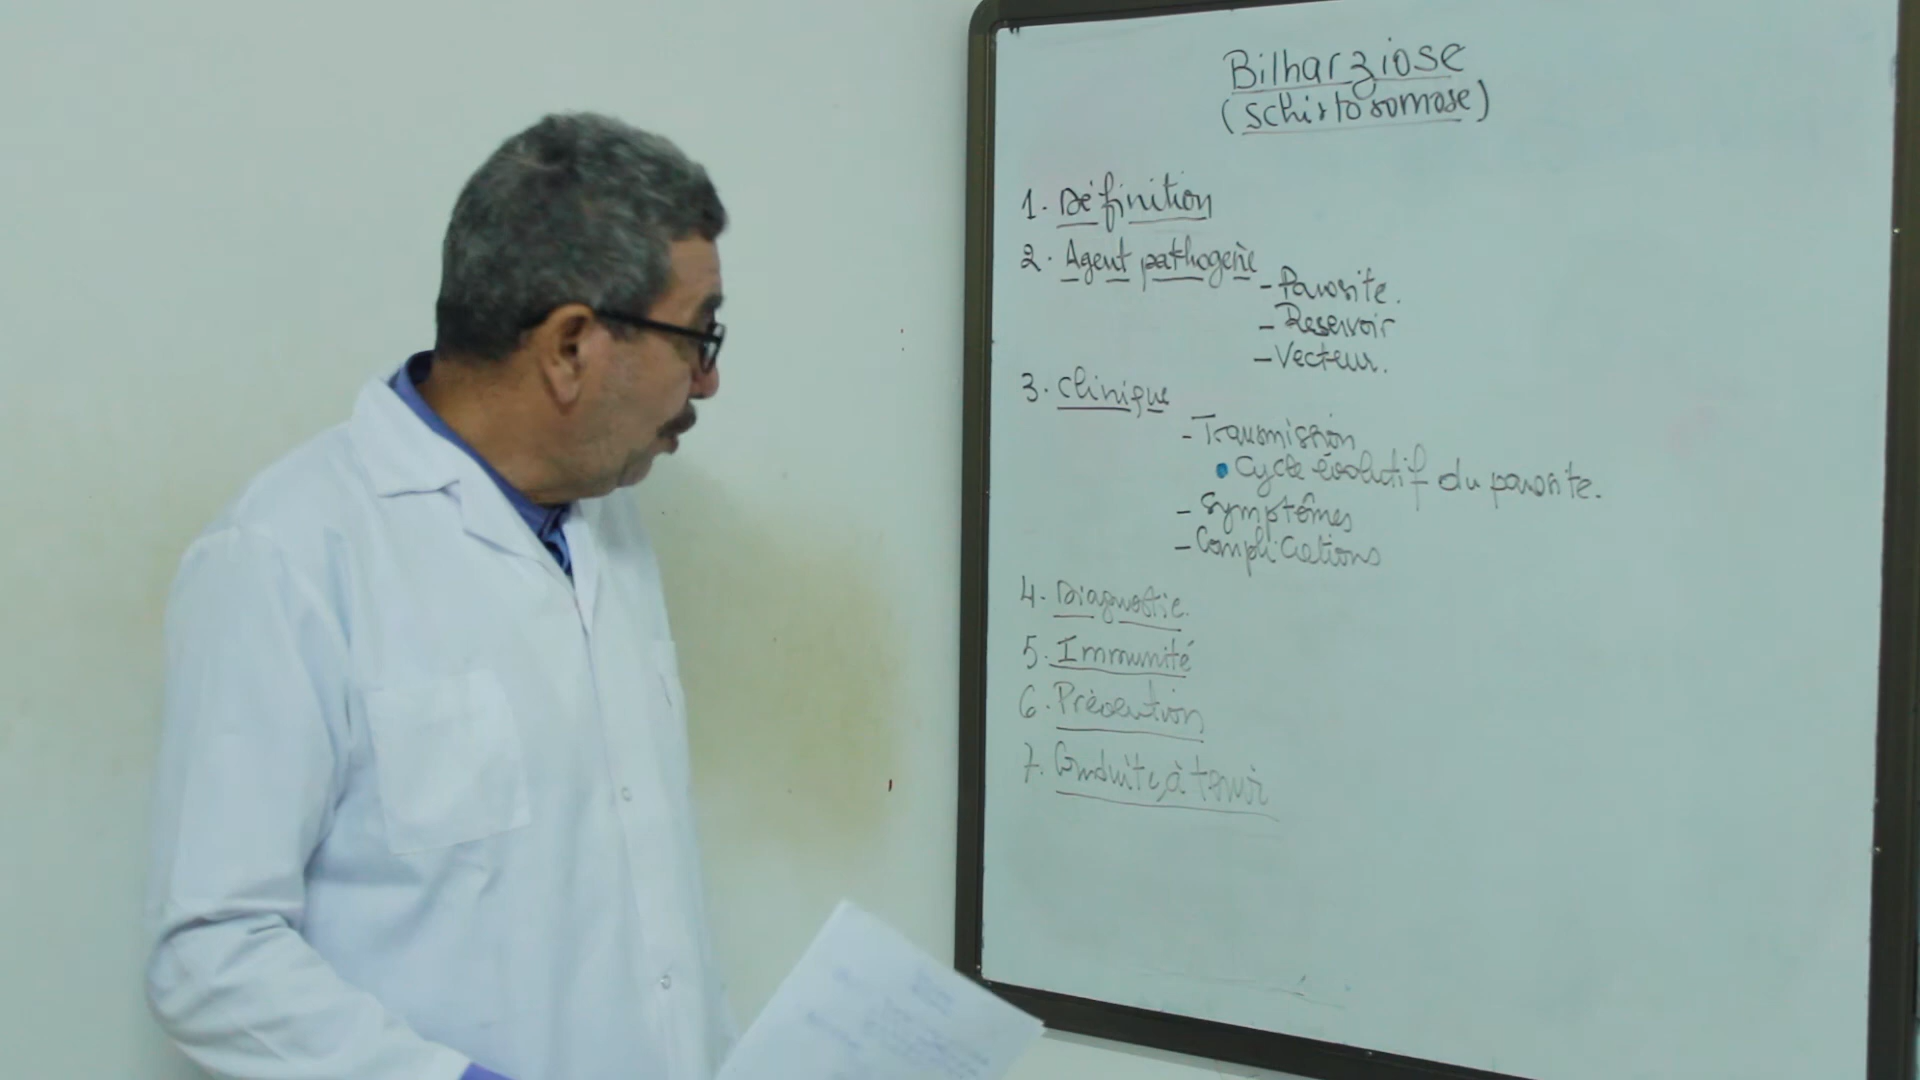 Bilharziose
(schistosomose)
1. Définition
2. Agent pathogène
- Parasite.
- Reservoir
- Vecteur.
3. Clinique
- Transmission
• Cycle évolutif du parasite.
- Symptômes
- Complications
4. Diagnostic.
5. Immunité
6. Prévention
7. Conduite à tenir